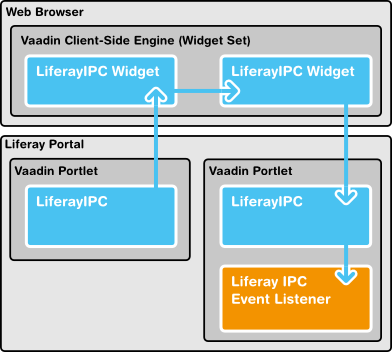 Web Browser
Vaadin Client-Side Engine (Widget Set)
LiferayIPC Widget
LiferayIPC Widget
Liferay Portal
Vaadin Portlet
Vaadin Portlet
LiferayIPC
LiferayIPC
Liferay IPC
Event Listener